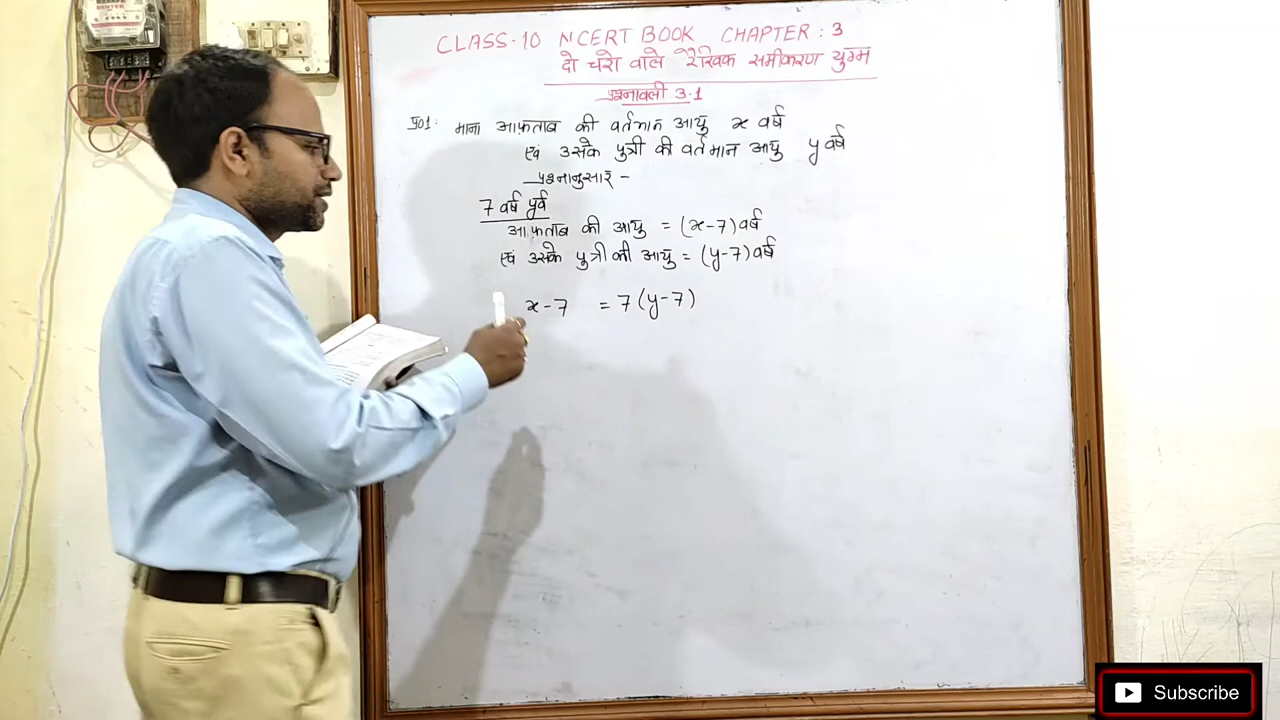 CLASS-10 NCERT BOOK CHAPTER: 3
दो चरो वाले रैखिक समीकरण युग्म
प्रश्नावली 3.1
प्र01: माना आफ़ताब की वर्तमान आयु x वर्ष
एवं उसके पुत्री की वर्तमान आयु y वर्ष
प्रश्नानुसार -
7 वर्ष पूर्व
आफ़ताब की आयु = (x-7) वर्ष
एवं उसके पुत्री की आयु = (y-7) वर्ष
x-7 = 7(y-7)
Subscribe